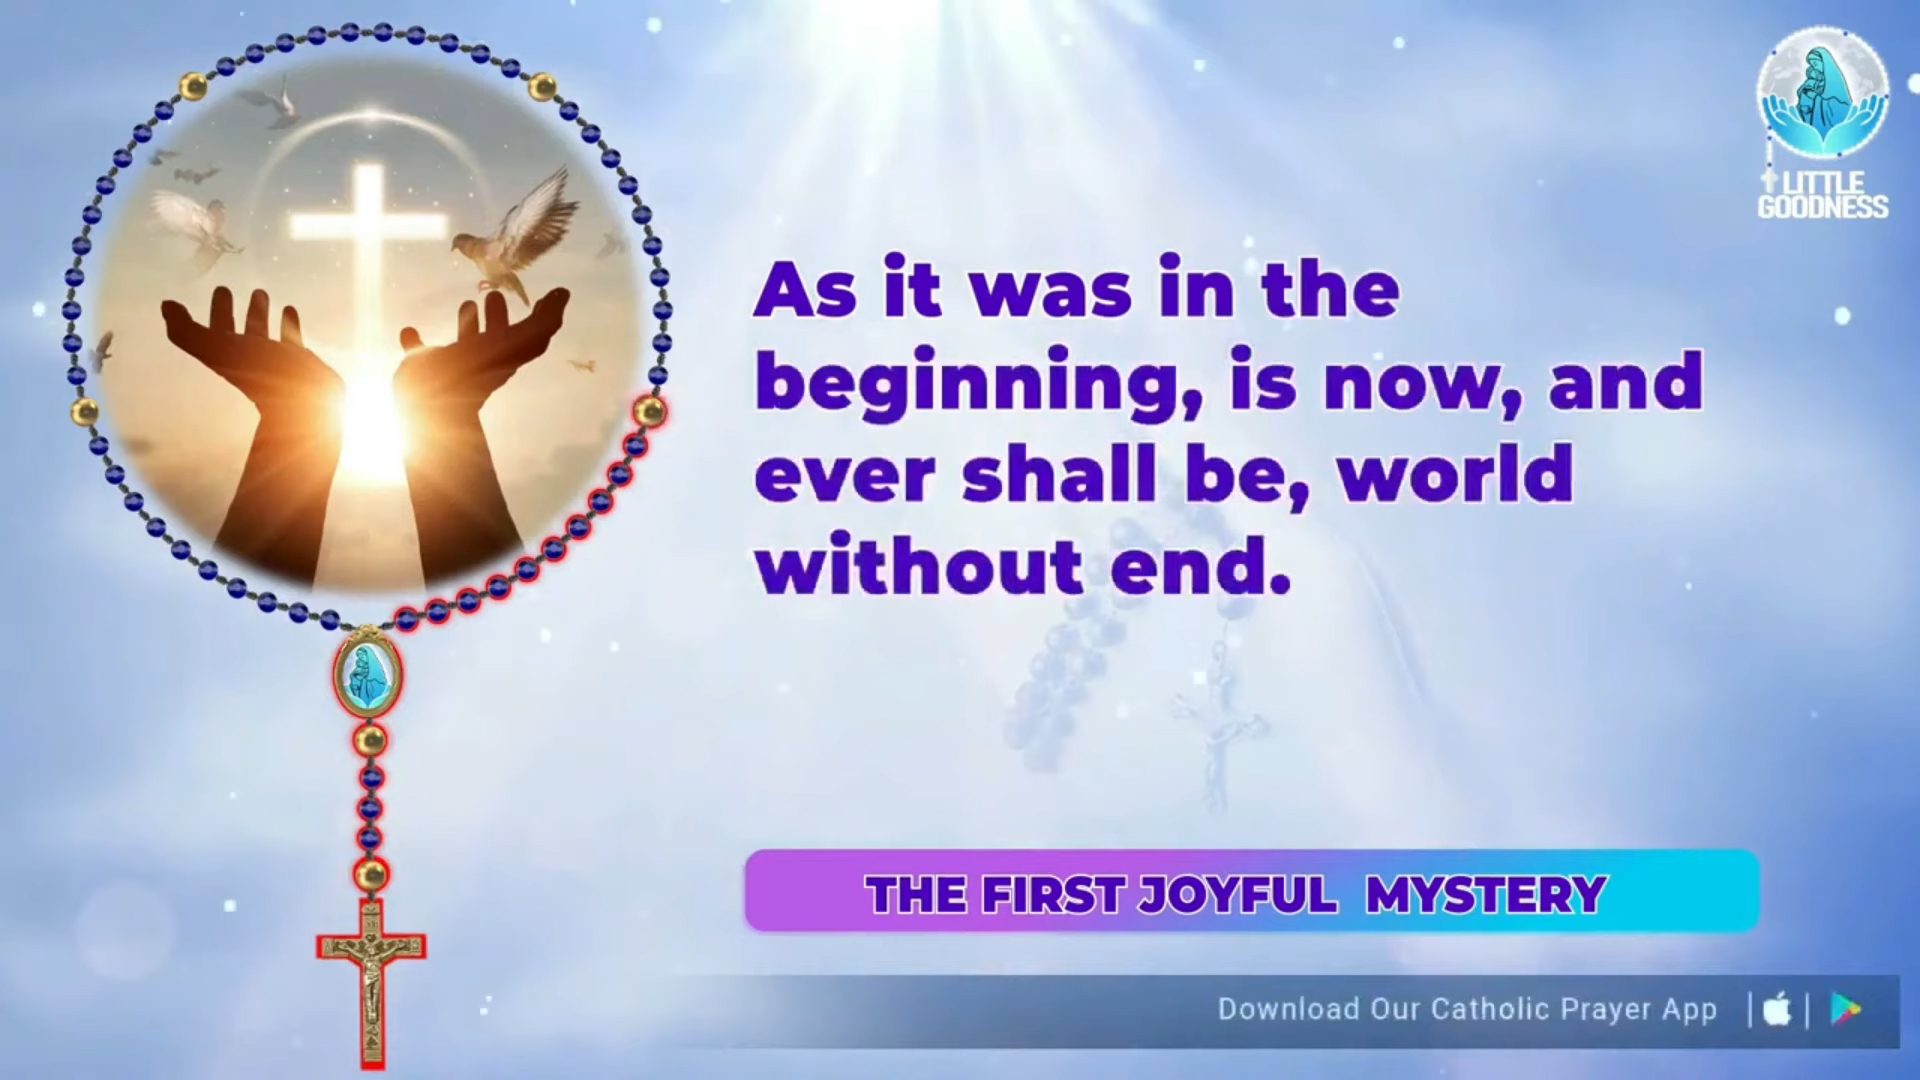 LITTLE
GOODNESS
As it was in the
beginning, is now, and
ever shall be, world
without end.
THE FIRST JOYFUL MYSTERY
Download Our Catholic Prayer App